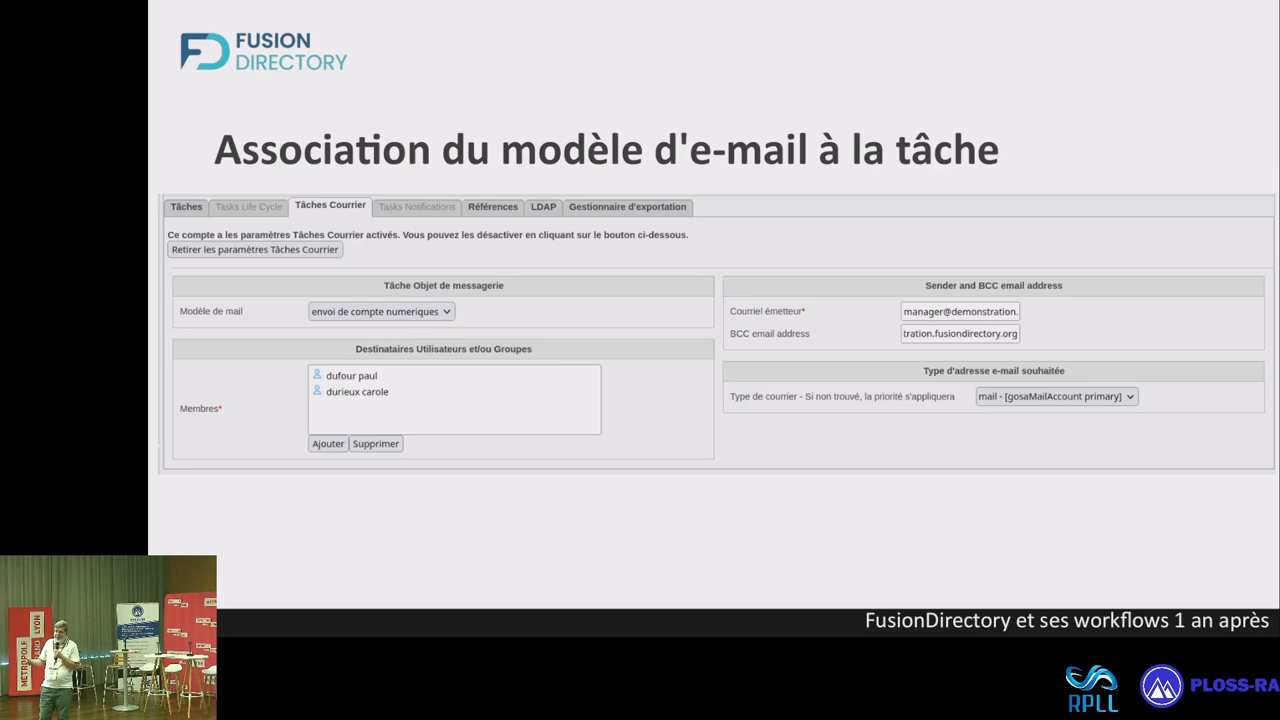 FUSION
DIRECTORY
Association du modèle d'e-mail à la tâche
Tâches Tasks Life Cycle Tâches Courrier Tasks Notifications Références LDAP Gestionnaire d'exportation
Ce compte a les paramètres Tâches Courrier activés. Vous pouvez les désactiver en cliquant sur le bouton ci-dessous.
Retirer les paramètres Tâches Courrier
Tâche Objet de messagerie
Modèle de mail envoi de compte numeriques
Destinataires Utilisateurs et/ou Groupes
Membres*
dufour paul
durieux carole
Ajouter Supprimer
Sender and BCC email address
Courriel émetteur* manager@demonstration.
BCC email address tration.fusiondirectory.org
Type d'adresse e-mail souhaitée
Type de courrier - Si non trouvé, la priorité s'appliquera mail - [gosaMailAccount primary]
METROPOLE
GRAND LYON
FusionDirectory et ses workflows 1 an après
RPLL
PLOSS-RA